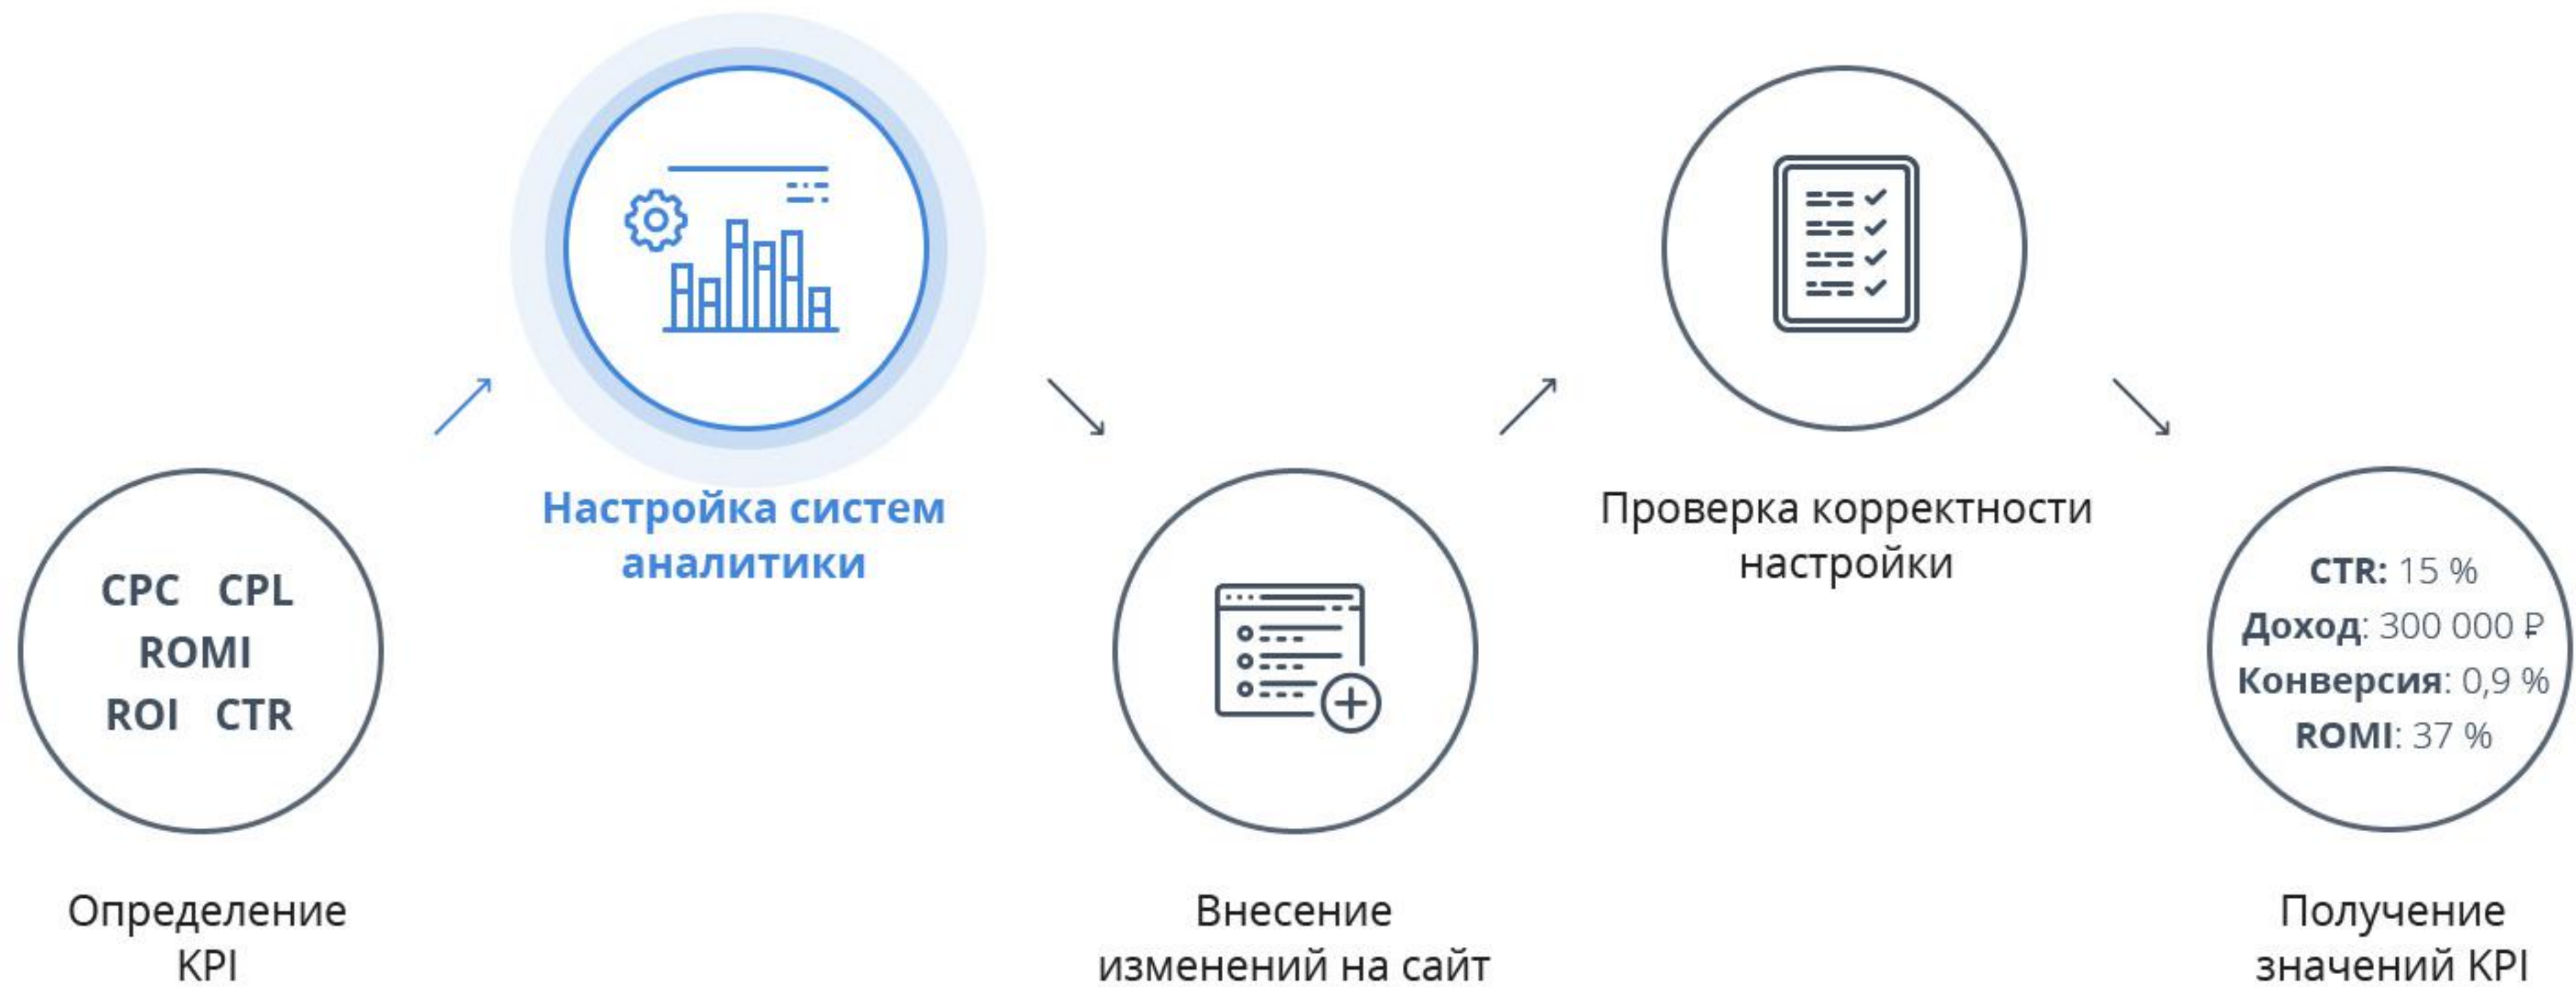 CPC CPL
ROMI
ROI CTR
Определение
KPI
Настройка систем
аналитики
Внесение
изменений на сайт
Проверка корректности
настройки
CTR: 15 %
Доход: 300 000 ₽
Конверсия: 0,9 %
ROMI: 37 %
Получение
значений KPI